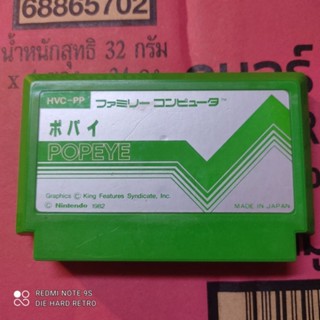 68865702
น้ำหนักสุทธิ 32 กรัม
HVC-PP ファミリー コンピュータ™
ポパイ
POPEYE
Graphics © King Features Syndicate, Inc.
© Nintendo 1982
MADE IN JAPAN
REDMI NOTE 9S
DIE HARD RETRO